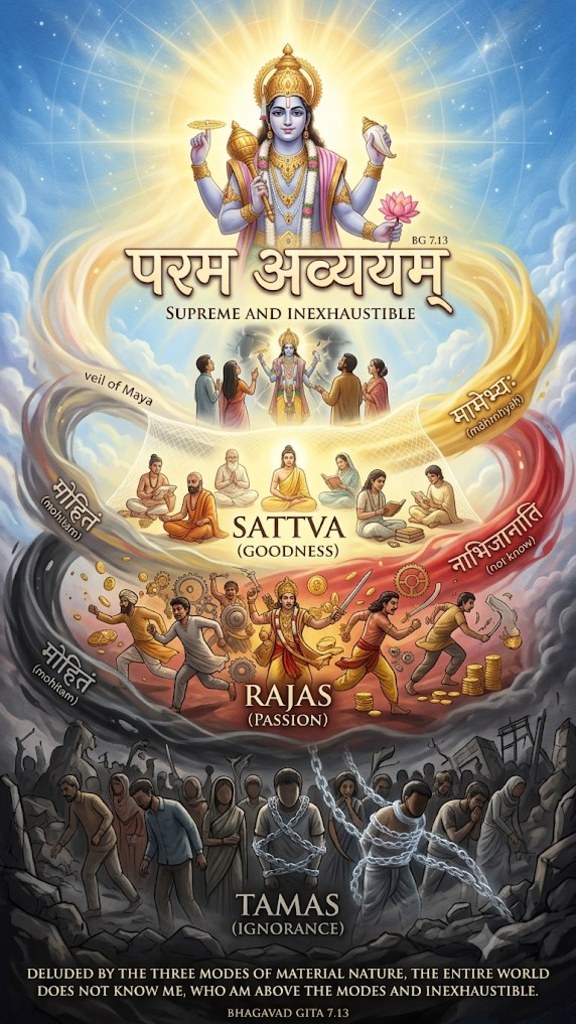 BG 7.13
परम अव्ययम्
SUPREME AND INEXHAUSTIBLE
veil of Maya
मामेभ्यः
(māmhyah)
मोहितं
(mohitam)
नाभिजानाति
(not know)
SATTVA
(GOODNESS)
मोहितं
(mohitam)
RAJAS
(PASSION)
TAMAS
(IGNORANCE)
DELUDED BY THE THREE MODES OF MATERIAL NATURE, THE ENTIRE WORLD
DOES NOT KNOW ME, WHO AM ABOVE THE MODES AND INEXHAUSTIBLE.
BHAGAVAD GITA 7.13